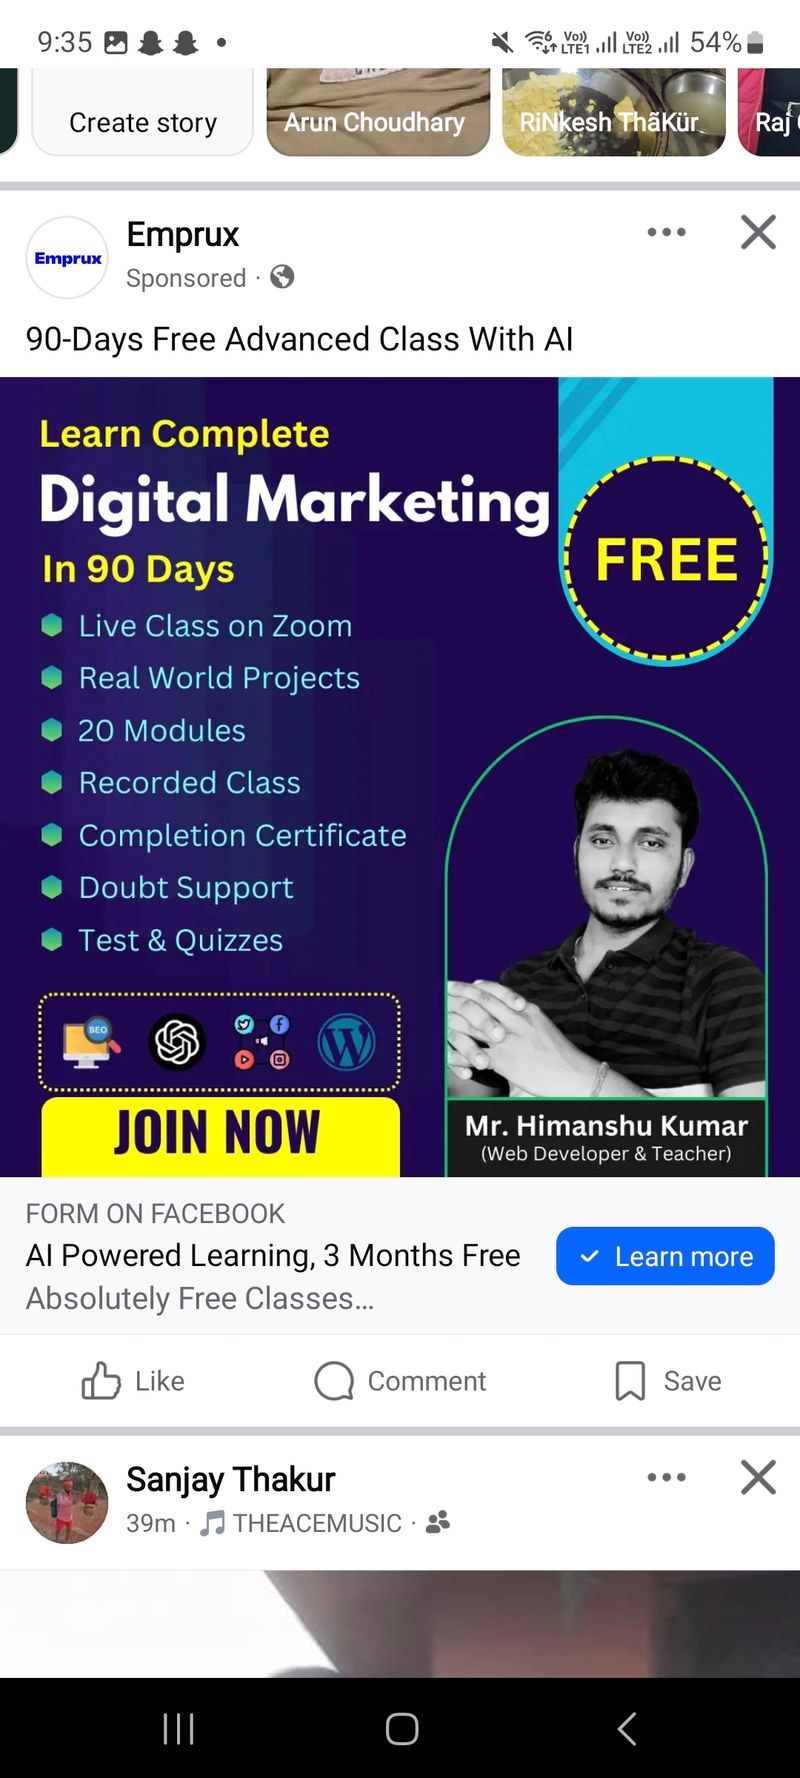 9:35
Vo)) LTE1 Vo)) LTE2 54%
Create story
Arun Choudhary
RiNkesh ThãKür
Raj
Emprux
Emprux
Sponsored ·
90-Days Free Advanced Class With AI
Learn Complete
Digital Marketing
In 90 Days
FREE
Live Class on Zoom
Real World Projects
20 Modules
Recorded Class
Completion Certificate
Doubt Support
Test & Quizzes
SEO
JOIN NOW
Mr. Himanshu Kumar
(Web Developer & Teacher)
FORM ON FACEBOOK
AI Powered Learning, 3 Months Free
Absolutely Free Classes...
Learn more
Like
Comment
Save
Sanjay Thakur
39m · THEACEMUSIC ·